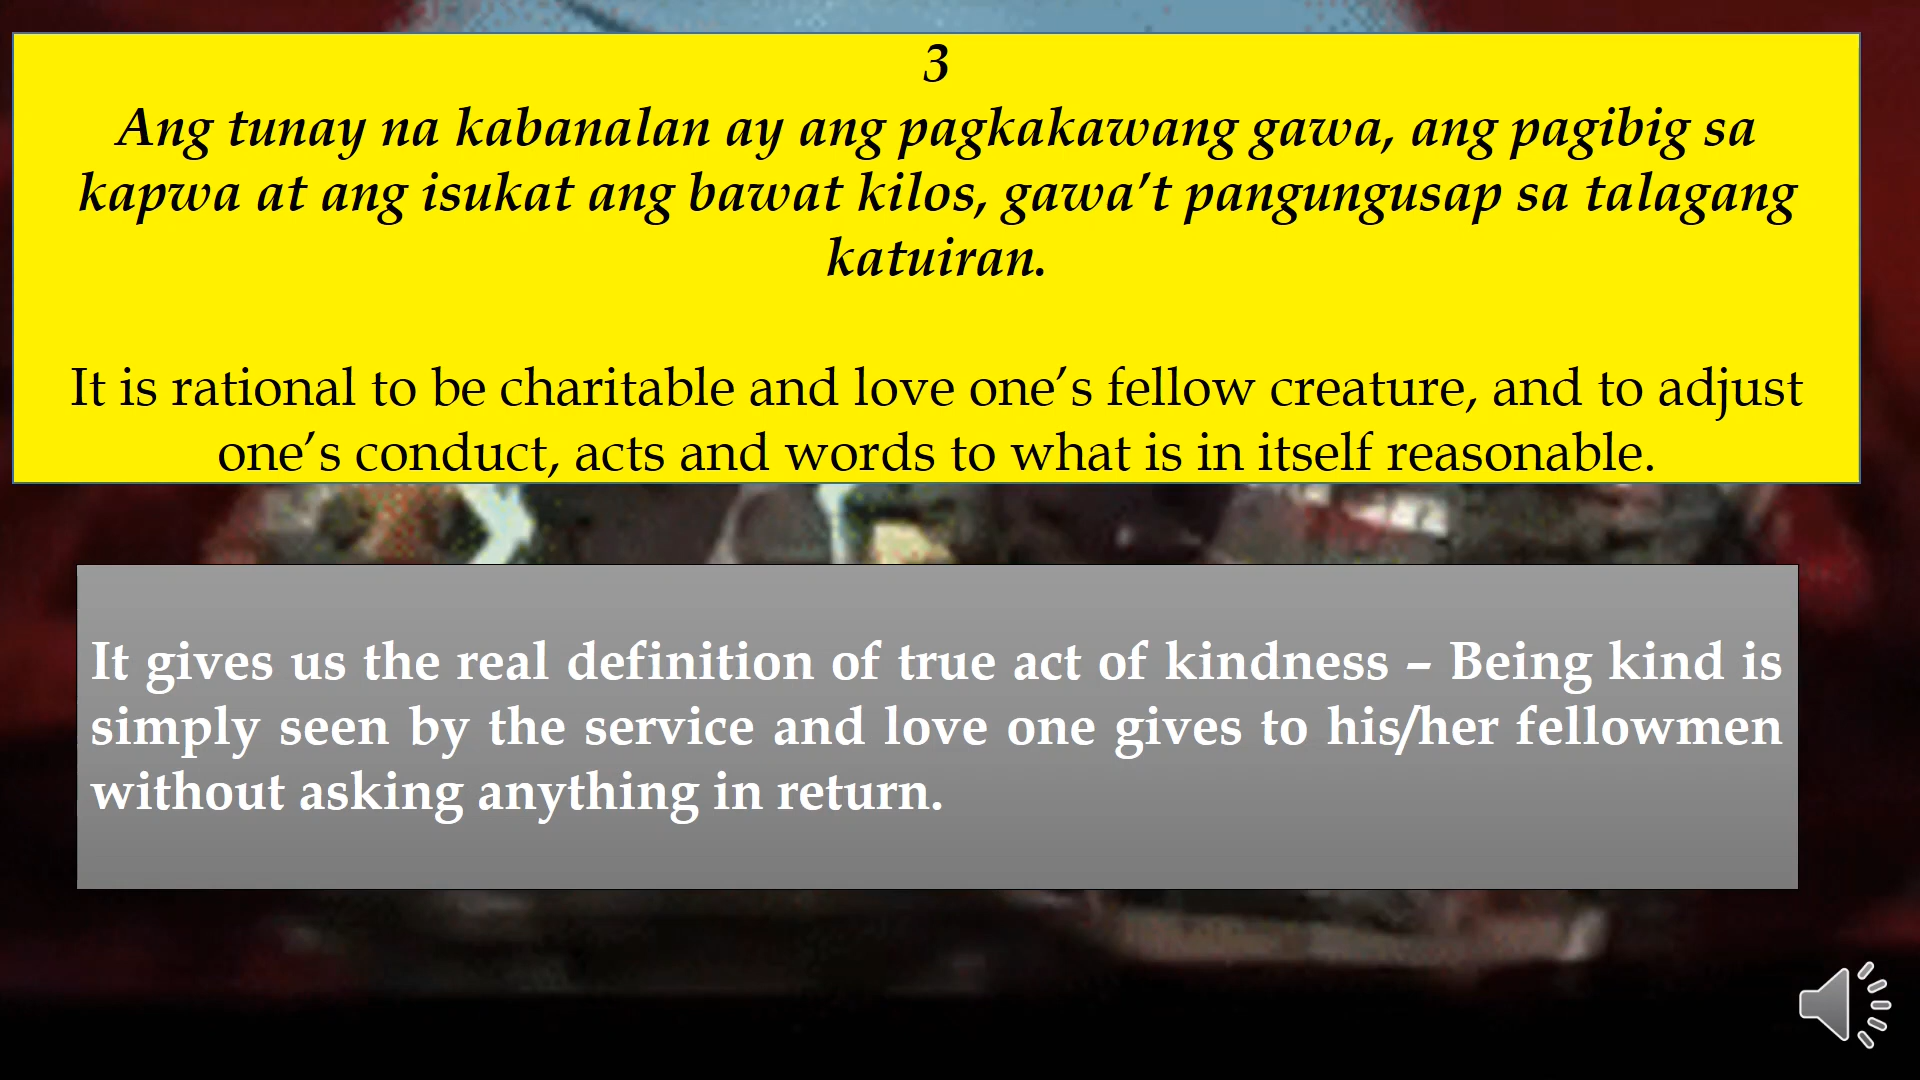 3
Ang tunay na kabanalan ay ang pagkakawang gawa, ang pagibig sa
kapwa at ang isukat ang bawat kilos, gawa’t pangungusap sa talagang
katuiran.
It is rational to be charitable and love one’s fellow creature, and to adjust
one’s conduct, acts and words to what is in itself reasonable.
It gives us the real definition of true act of kindness – Being kind is
simply seen by the service and love one gives to his/her fellowmen
without asking anything in return.